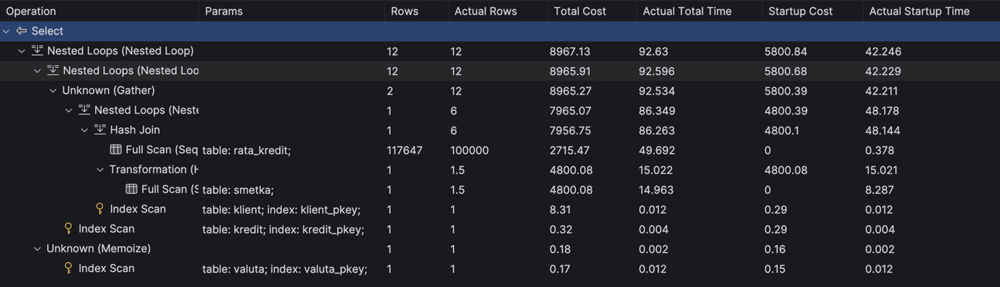 Operation Params Rows Actual Rows Total Cost Actual Total Time Startup Cost Actual Startup Time
Select
Nested Loops (Nested Loop) 12 12 8967.13 92.63 5800.84 42.246
Nested Loops (Nested Loo 12 12 8965.91 92.596 5800.68 42.229
Unknown (Gather) 2 12 8965.27 92.534 5800.39 42.211
Nested Loops (Neste 1 6 7965.07 86.349 4800.39 48.178
Hash Join 1 6 7956.75 86.263 4800.1 48.144
Full Scan (Seq table: rata_kredit; 117647 100000 2715.47 49.692 0 0.378
Transformation (H 1 1.5 4800.08 15.022 4800.08 15.021
Full Scan (S table: smetka; 1 1.5 4800.08 14.963 0 8.287
Index Scan table: klient; index: klient_pkey; 1 1 8.31 0.012 0.29 0.012
Index Scan table: kredit; index: kredit_pkey; 1 1 0.32 0.004 0.29 0.004
Unknown (Memoize) 1 1 0.18 0.002 0.16 0.002
Index Scan table: valuta; index: valuta_pkey; 1 1 0.17 0.012 0.15 0.012